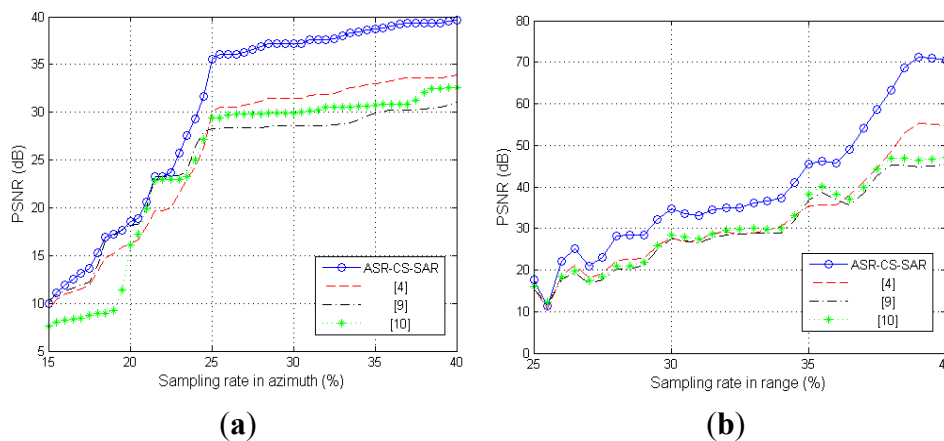 40
35
30
25
20
15
10
5
PSNR (dB)
15 20 25 30 35 40
Sampling rate in azimuth (%)
ASR-CS-SAR
[4]
[9]
[10]
(a)
80
70
60
50
40
30
20
10
0
PSNR (dB)
25 30 35 4
Sampling rate in range (%)
ASR-CS-SAR
[4]
[9]
[10]
(b)